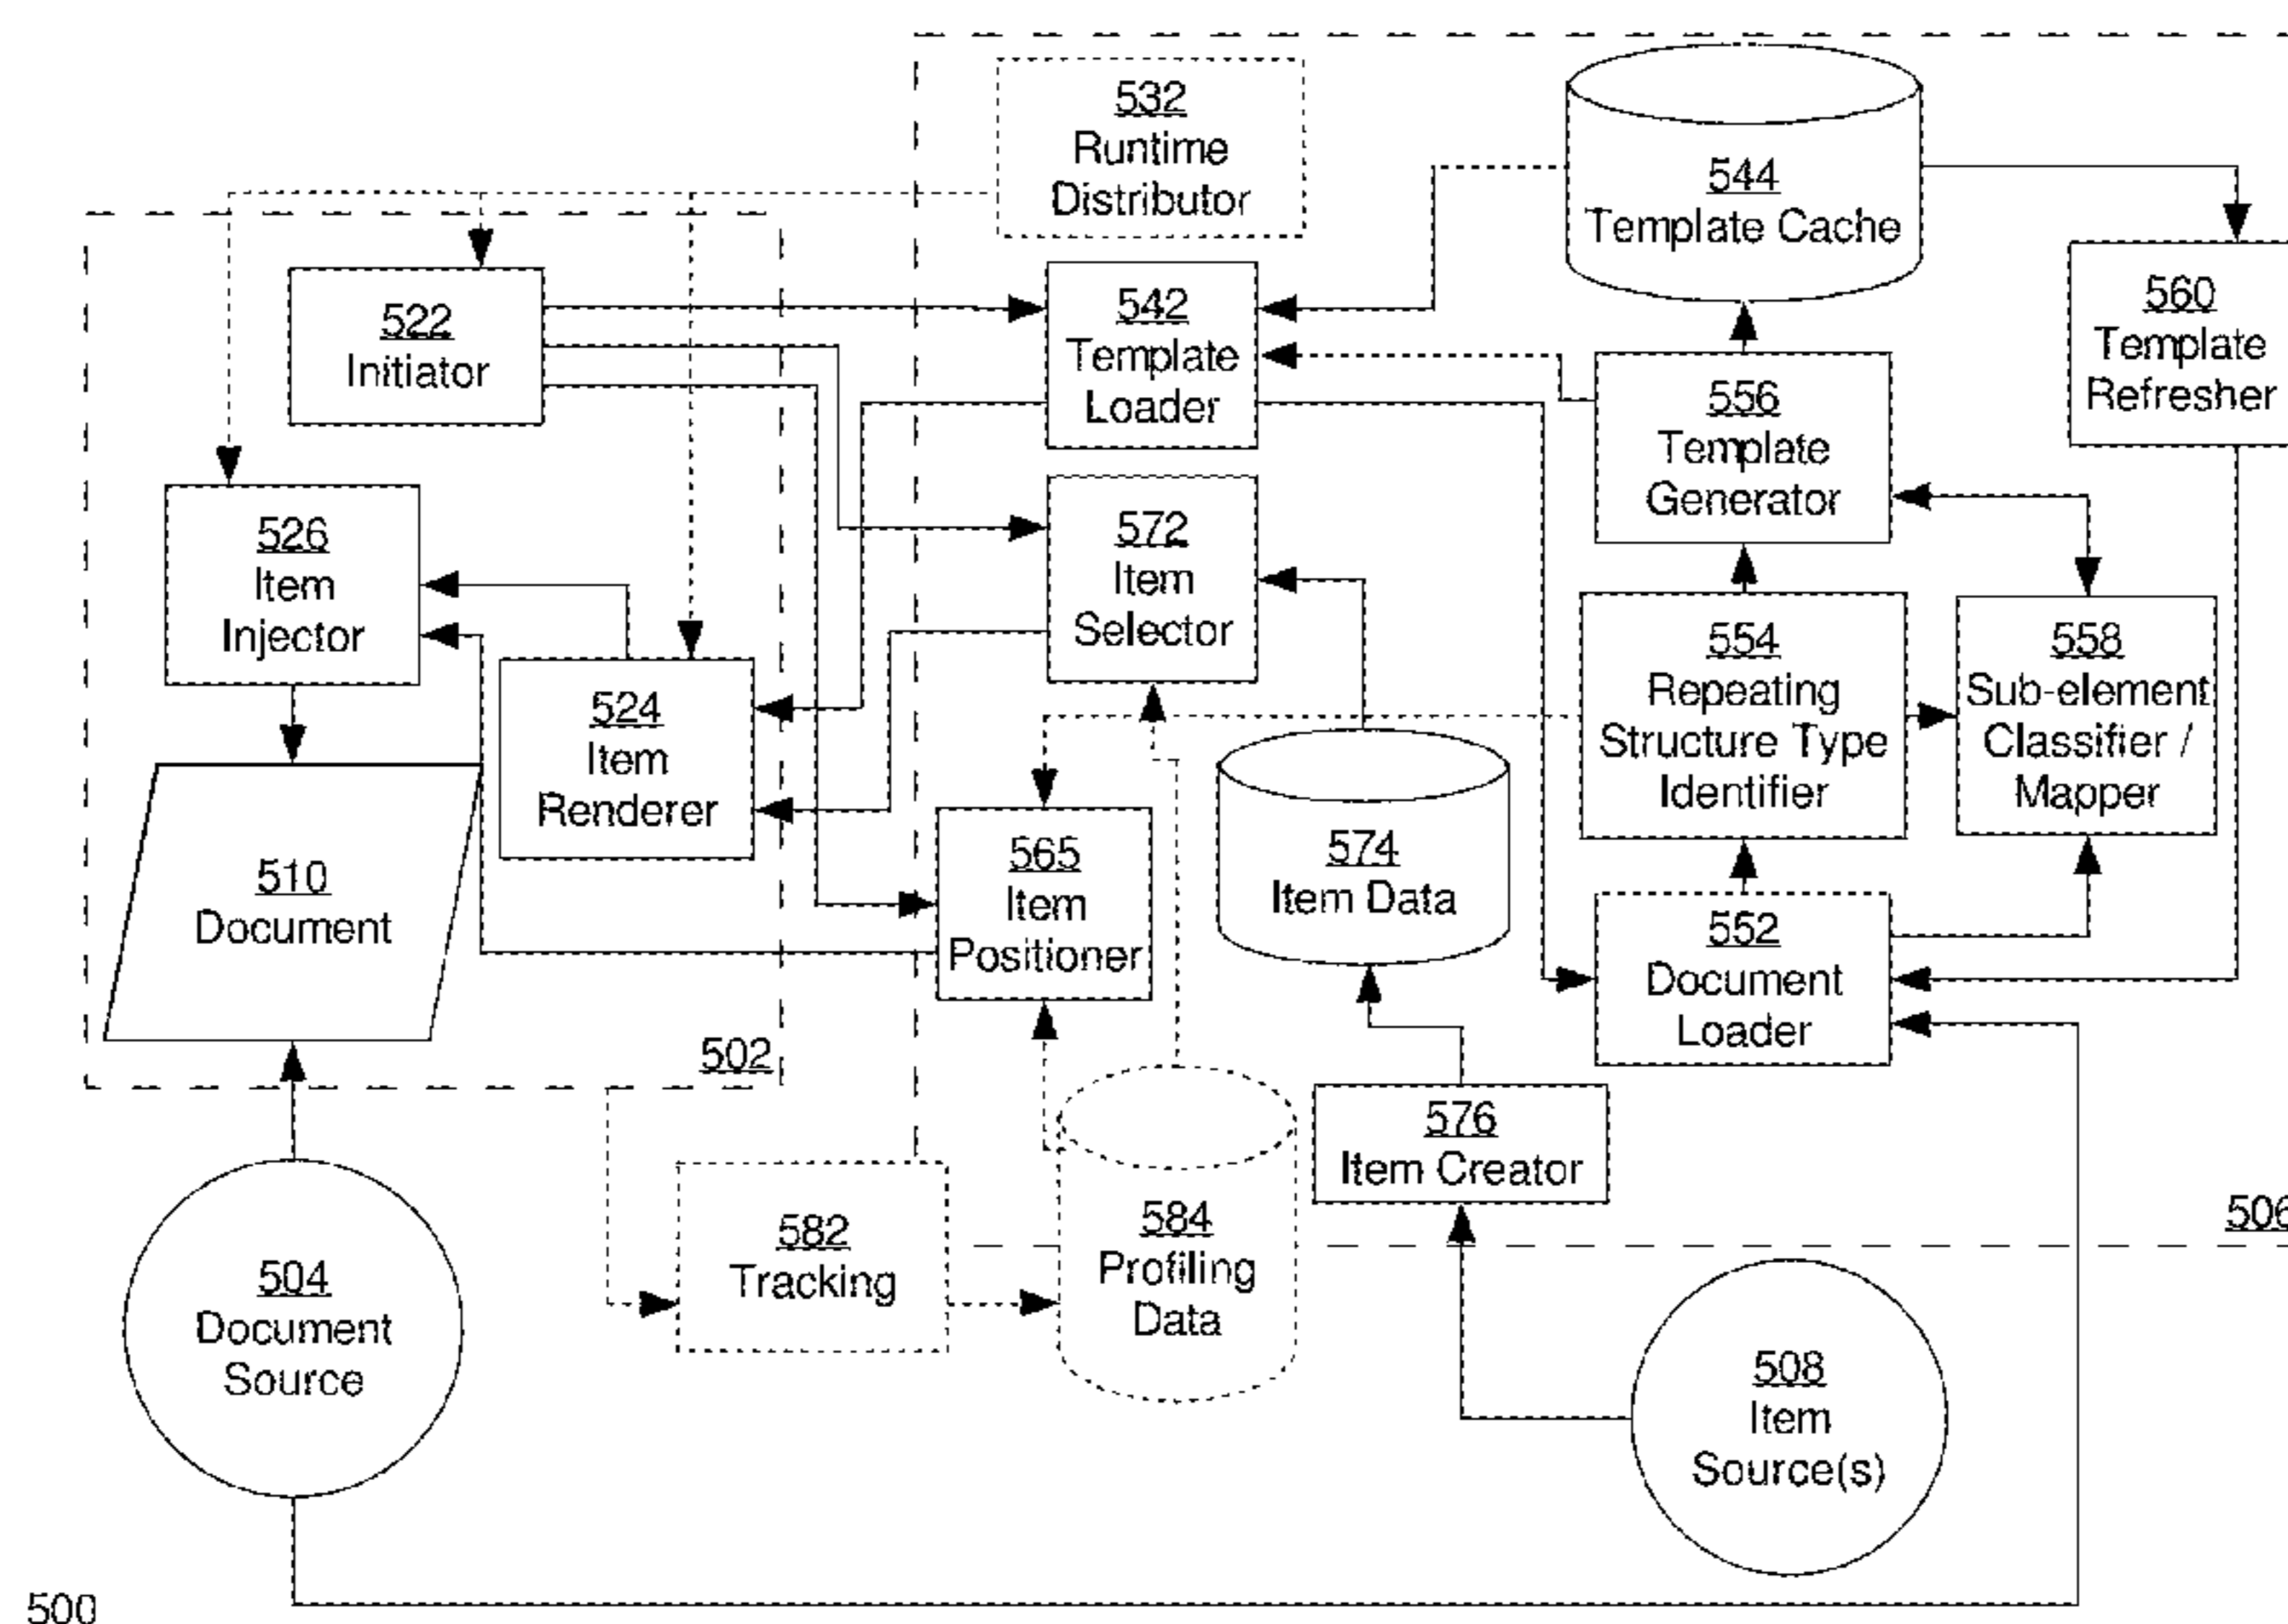 532
Runtime
Distributor
544
Template Cache
522
Initiator
542
Template
Loader
560
Template
Refresher
556
Template
Generator
526
Item
Injector
572
Item
Selector
524
Item
Renderer
554
Repeating
Structure Type
Identifier
558
Sub-element
Classifier /
Mapper
510
Document
565
Item
Positioner
574
Item Data
552
Document
Loader
502
576
Item Creator
582
Tracking
584
Profiling
Data
506
504
Document
Source
508
Item
Source(s)
500